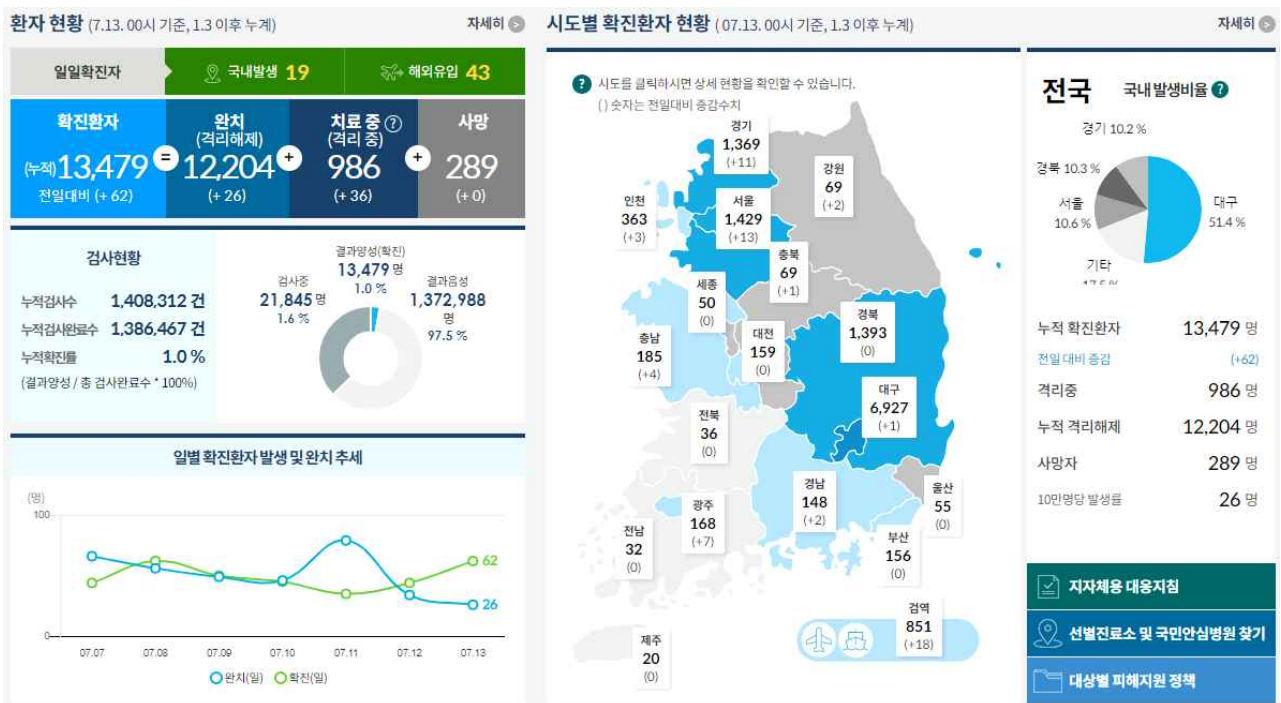 환자 현황 (7.13. 00시 기준, 1.3 이후 누계)
자세히
일일확진자
국내발생 19
해외유입 43
확진환자
(누적)13,479
전일대비 (+ 62)
=
완치
(격리해제)
12,204
(+ 26)
+
치료 중 ?
(격리 중)
986
(+ 36)
+
사망
289
(+ 0)
검사현황
누적검사수 1,408,312 건
누적검사완료수 1,386,467 건
누적확진률 1.0 %
(결과양성 / 총 검사완료수 * 100%)
결과양성(확진)
13,479 명
1.0 %
검사중
21,845 명
1.6 %
결과음성
1,372,988
명
97.5 %
일별 확진환자 발생 및 완치 추세
(명)
100
0
62
26
07.07 07.08 07.09 07.10 07.11 07.12 07.13
완치(일) 확진(일)
시도별 확진환자 현황 ( 07.13. 00시 기준, 1.3 이후 누계)
자세히
? 시도를 클릭하시면 상세 현황을 확인할 수 있습니다.
( ) 숫자는 전일대비 증감수치
경기
1,369
(+11)
강원
69
(+2)
인천
363
(+3)
서울
1,429
(+13)
충북
69
(+1)
세종
50
(0)
경북
1,393
(0)
충남
185
(+4)
대전
159
(0)
대구
6,927
(+1)
전북
36
(0)
경남
148
(+2)
울산
55
(0)
광주
168
(+7)
전남
32
(0)
부산
156
(0)
검역
851
(+18)
제주
20
(0)
전국 국내 발생비율 ?
경기 10.2 %
경북 10.3 %
서울
10.6 %
대구
51.4 %
기타
17.5 %
누적 확진환자 13,479 명
전일 대비 증감 (+62)
격리중 986 명
누적 격리해제 12,204 명
사망자 289 명
10만명당 발생률 26 명
지자체용 대응지침
선별진료소 및 국민안심병원 찾기
대상별 피해지원 정책